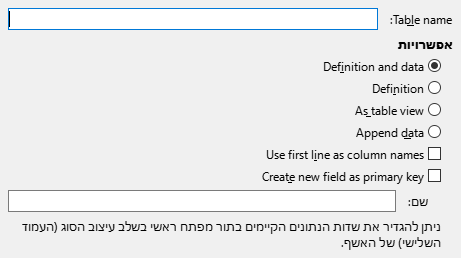 Table name:
אפשרויות
Definition and data
Definition
As table view
Append data
Use first line as column names
Create new field as primary key
שם:
ניתן להגדיר את שדות הנתונים הקיימים בתור מפתח ראשי בשלב עיצוב הסוג (העמוד
השלישי) של האשף.